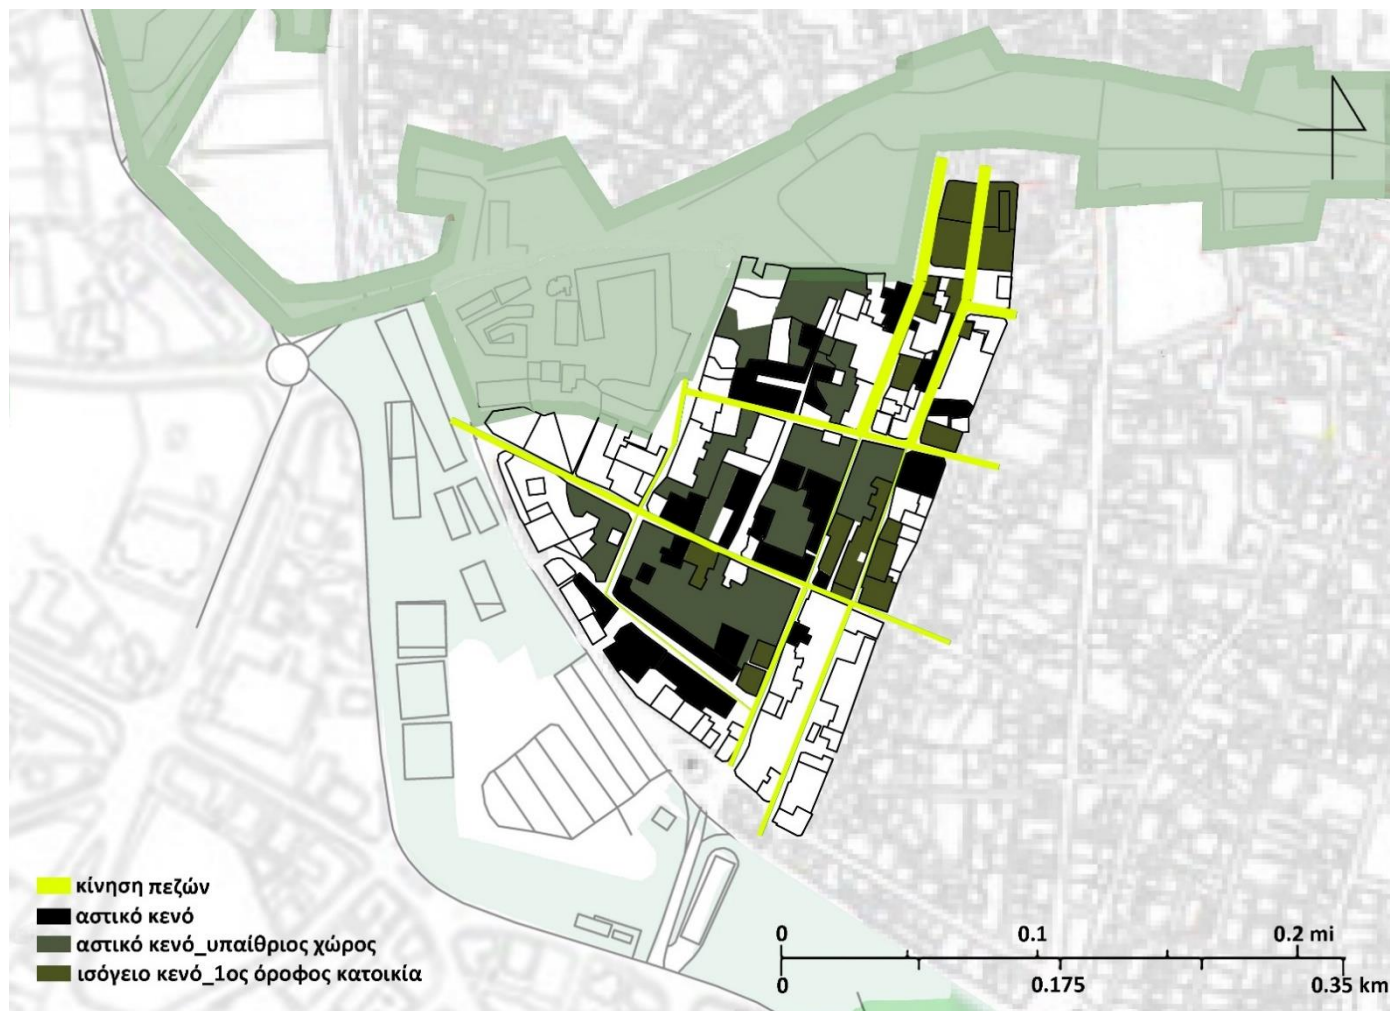 κίνηση πεζών
αστικό κενό
αστικό κενό_υπαίθριος χώρος
ισόγειο κενό_1ος όροφος κατοικία
0 0.1 0.2 mi
0 0.175 0.35 km